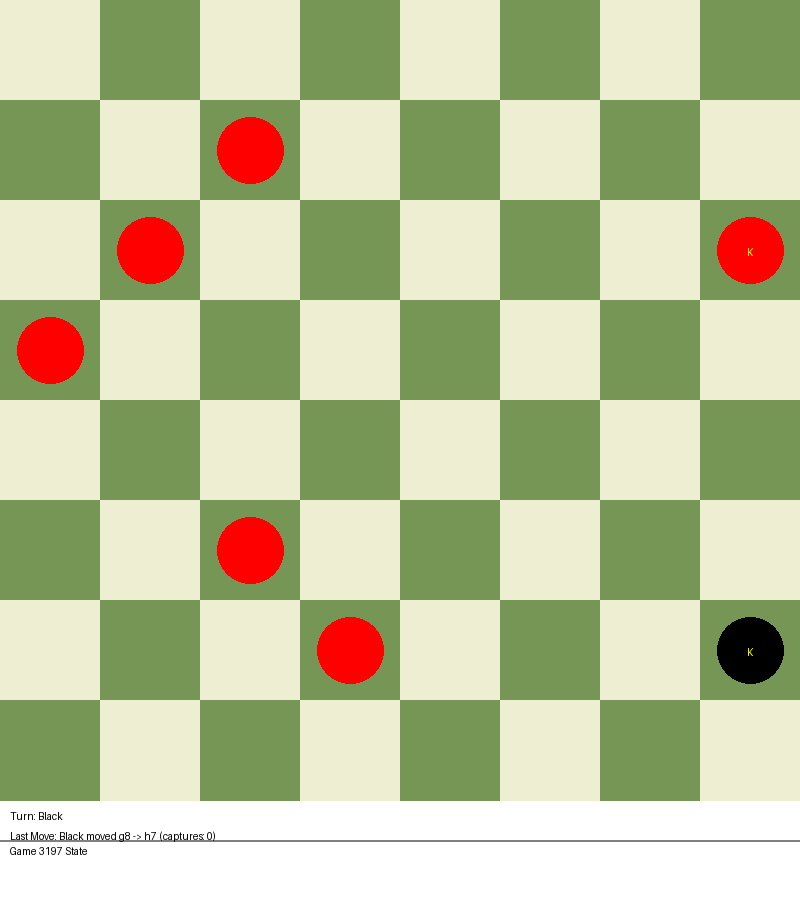 K
K
Turn: Black
Last Move: Black moved g8 -> h7 (captures: 0)
Game 3197 State